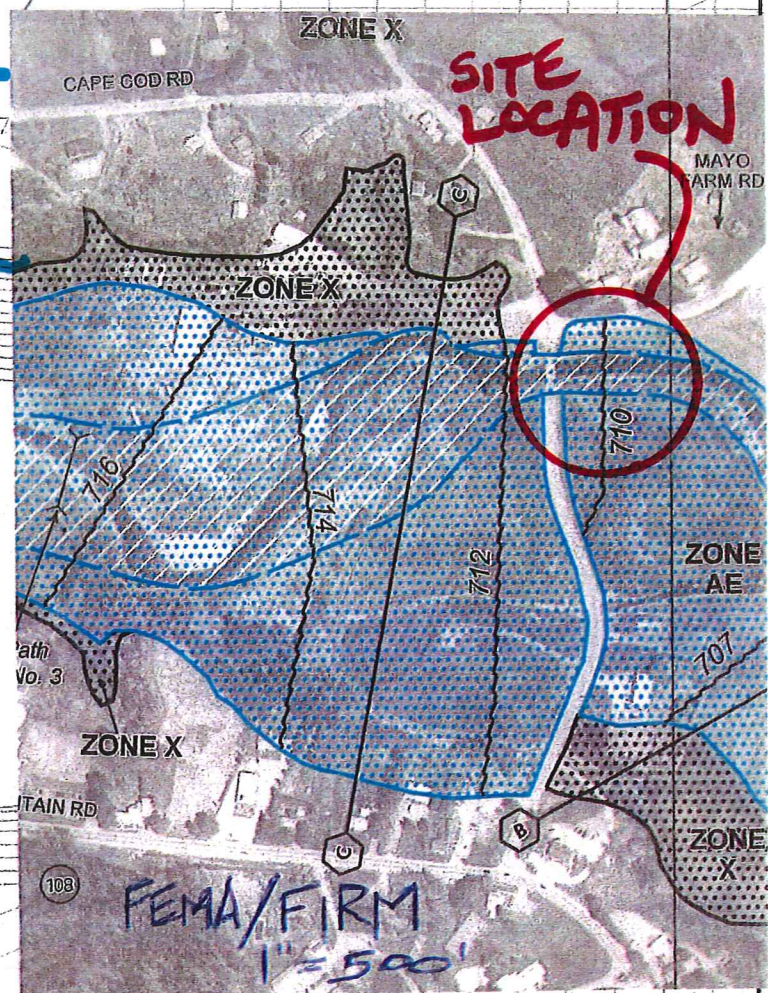 ZONE X
CAPE COD RD
SITE
LOCATION
MAYO
FARM RD
C
ZONE X
710
716
714
712
ZONE
AE
707
ath
No. 3
ZONE X
TAIN RD
B
C
ZONE
X
108
FEMA/FIRM
1" = 500'